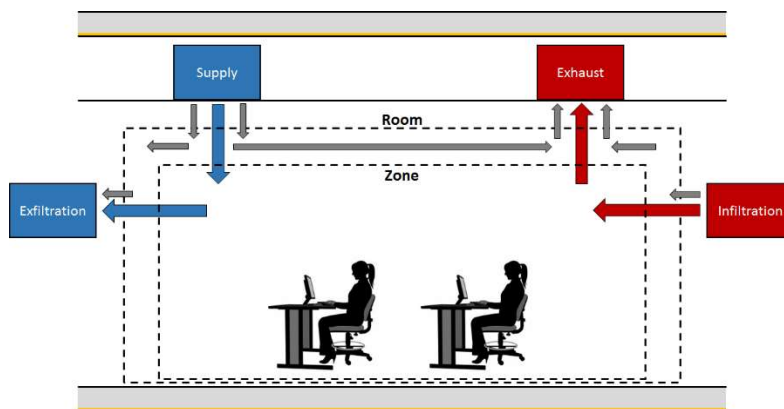 Supply
Exhaust
Room
Zone
Exfiltration
Infiltration